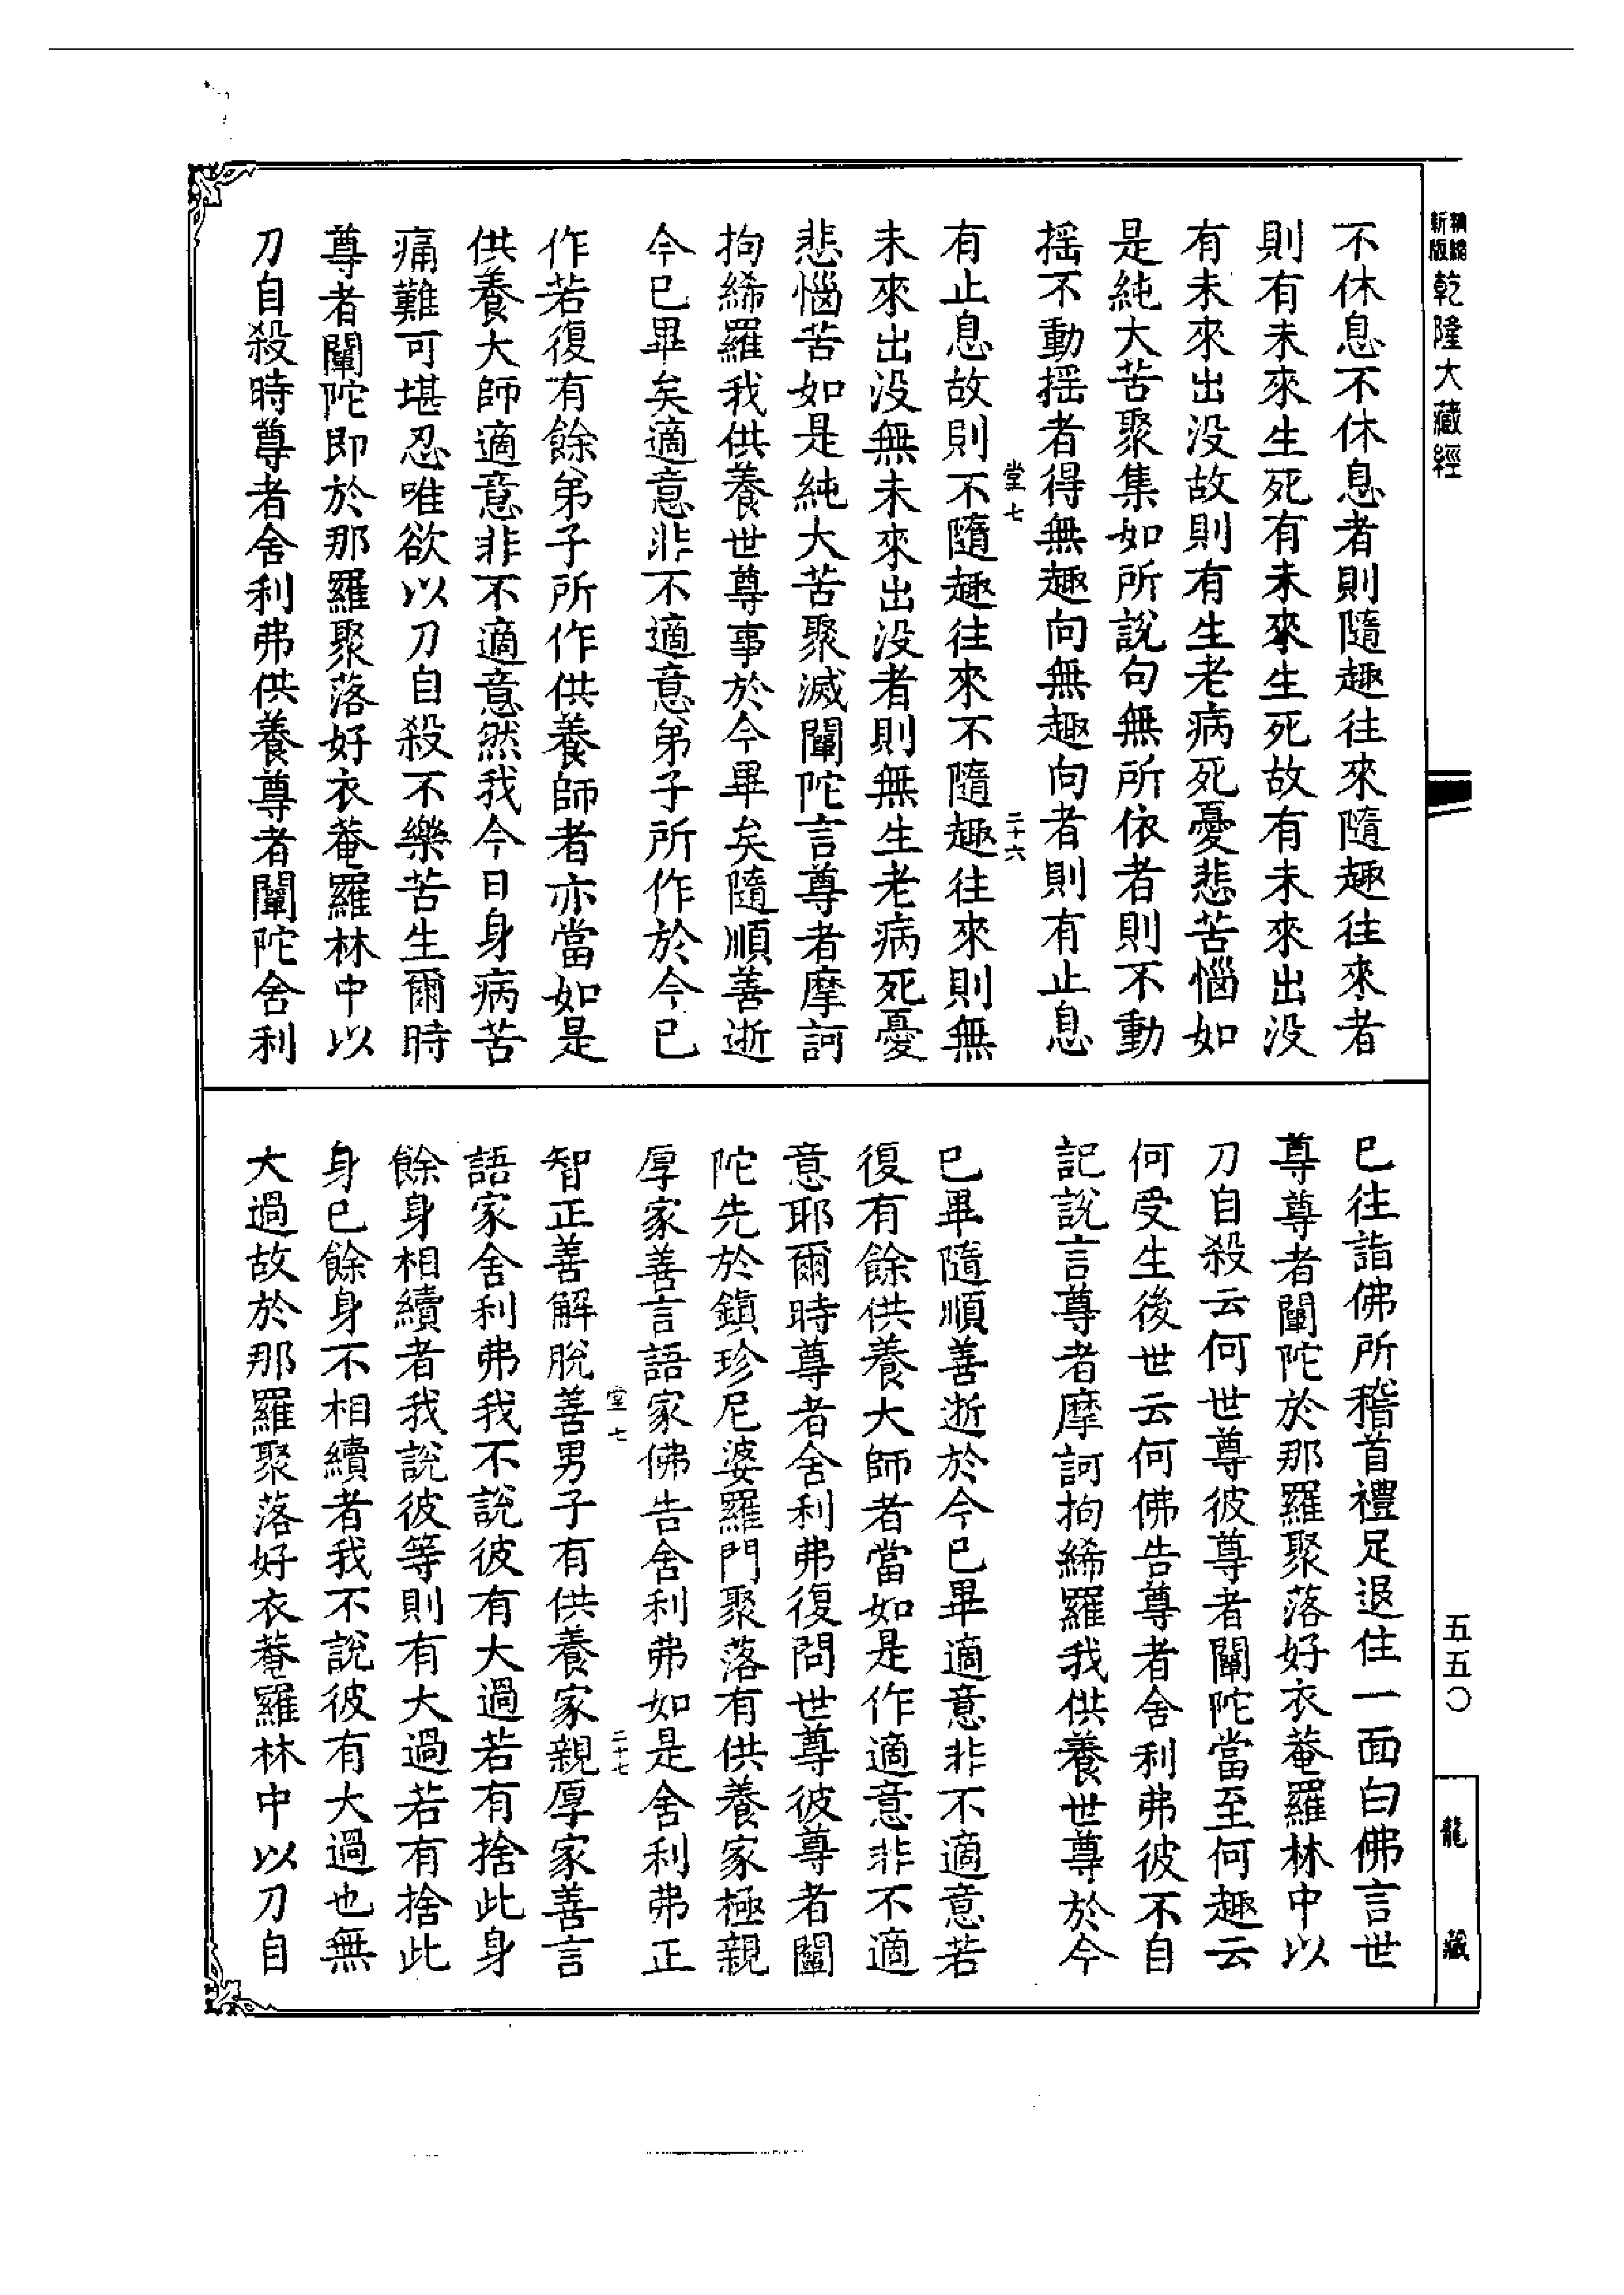 新版
精縮
乾隆大藏經
五五〇
龍藏
不休息不休息者則隨趣往來隨趣往來者
則有未來生死有未來生死故有未來出没
有未來出没故則有生老病死憂悲苦惱如
是純大苦聚集如所說句無所依者則不動
揺不動揺者得無趣向無趣向者則有止息
堂七
二十六
有止息故則不隨趣往來不隨趣往來則無
未來出没無未來出没者則無生老病死憂
悲惱苦如是純大苦聚滅闡陀言尊者摩訶
拘絺羅我供養世尊事於今畢矣隨順善逝
今已畢矣適意非不適意弟子所作於今已
作若復有餘弟子所作供養師者亦當如是
供養大師適意非不適意然我今日身病苦
痛難可堪忍唯欲以刀自殺不樂苦生爾時
尊者闡陀即於那羅聚落好衣菴羅林中以
刀自殺時尊者舍利弗供養尊者闡陀舍利
已往詣佛所稽首禮足退住一面白佛言世
尊尊者闡陀於那羅聚落好衣菴羅林中以
刀自殺云何世尊彼尊者闡陀當至何趣云
何受生後世云何佛告尊者舍利弗彼不自
記說言尊者摩訶拘絺羅我供養世尊於今
已畢隨順善逝於今已畢適意非不適意若
復有餘供養大師者當如是作適意非不適
意耶爾時尊者舍利弗復問世尊彼尊者闡
陀先於鎮珍尼婆羅門聚落有供養家極親
厚家善言語家佛告舍利弗如是舍利弗正
堂七
二十七
智正善解脫善男子有供養家親厚家善言
語家舍利弗我不說彼有大過若有捨此身
餘身相續者我說彼等則有大過若有捨此
身已餘身不相續者我不說彼有大過也無
大過故於那羅聚落好衣菴羅林中以刀自